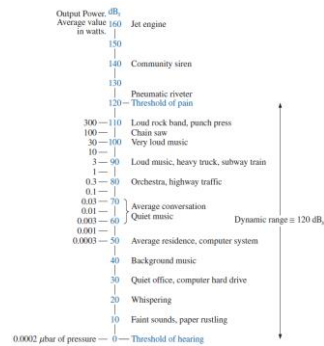 Output Power. dBs
Average value 160 Jet engine
in watts.
150
140 Community siren
130
Pneumatic riveter
120 Threshold of pain
300 110 Loud rock band, punch press
100 Chain saw
30 100 Very loud music
10
3 90 Loud music, heavy truck, subway train
1
0.3 80 Orchestra, highway traffic
0.1
0.03 70
Average conversation
0.01
Quiet music
0.003 60
Dynamic range ≅ 120 dBs
0.001
0.0003 50 Average residence, computer system
40 Background music
30 Quiet office, computer hard drive
20 Whispering
10 Faint sounds, paper rustling
0.0002 μbar of pressure 0 Threshold of hearing